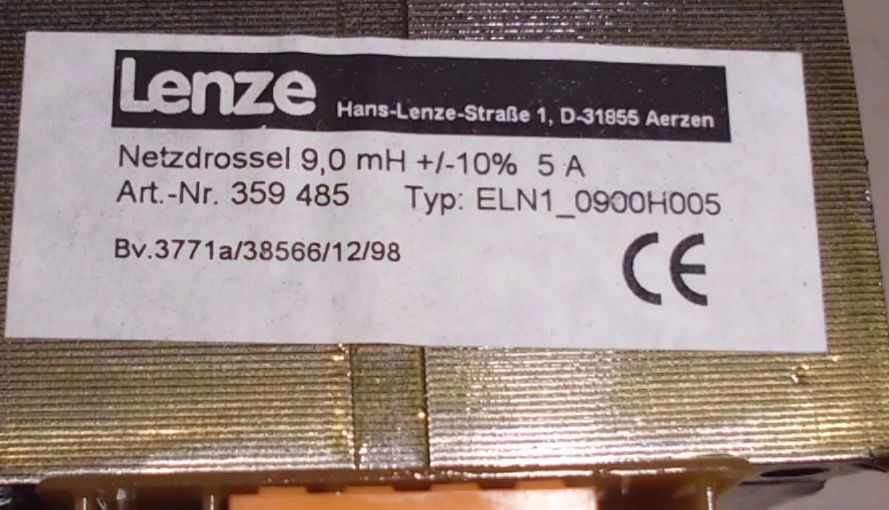 Lenze Hans-Lenze-Straße 1, D-31855 Aerzen
Netzdrossel 9,0 mH +/-10% 5 A
Art.-Nr. 359 485 Typ: ELN1_0900H005
Bv.3771a/38566/12/98
CE